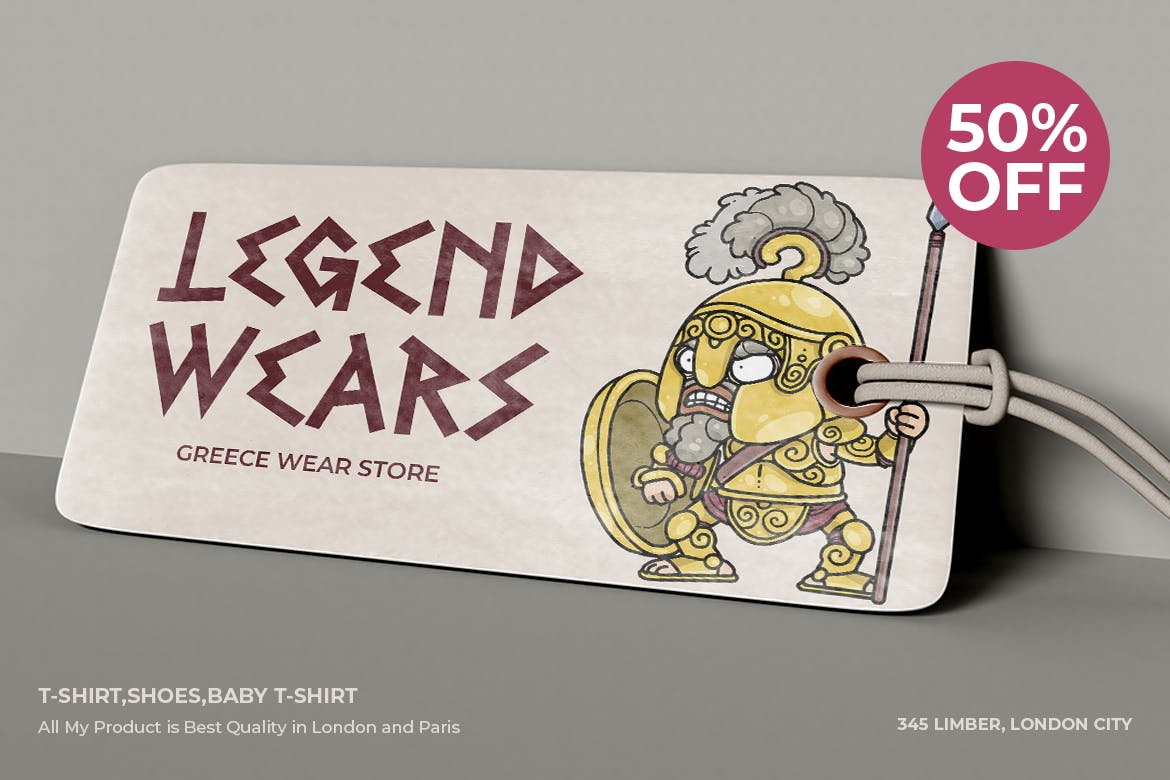 LEGEND
WEARS
GREECE WEAR STORE
50%
OFF
T-SHIRT,SHOES,BABY T-SHIRT
All My Product is Best Quality in London and Paris
345 LIMBER, LONDON CITY